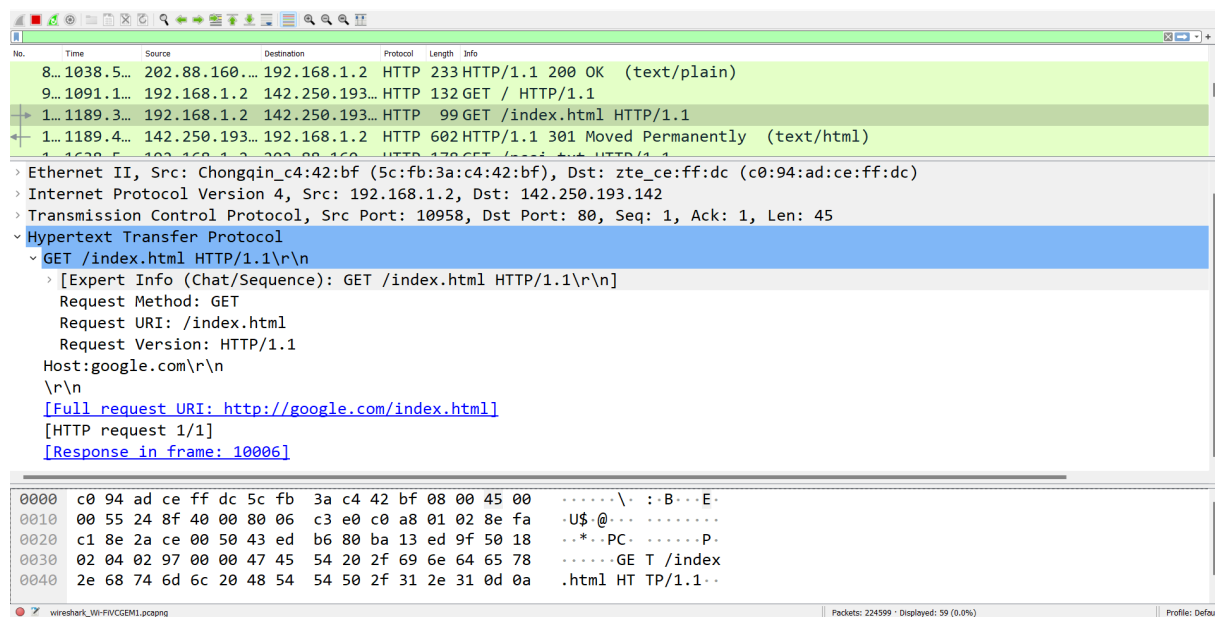 No. Time Source Destination Protocol Length Info
8… 1038.5… 202.88.160.… 192.168.1.2 HTTP 233 HTTP/1.1 200 OK (text/plain)
9… 1091.1… 192.168.1.2 142.250.193… HTTP 132 GET / HTTP/1.1
1… 1189.3… 192.168.1.2 142.250.193… HTTP 99 GET /index.html HTTP/1.1
1… 1189.4… 142.250.193… 192.168.1.2 HTTP 602 HTTP/1.1 301 Moved Permanently (text/html)
Ethernet II, Src: Chongqin_c4:42:bf (5c:fb:3a:c4:42:bf), Dst: zte_ce:ff:dc (c0:94:ad:ce:ff:dc)
Internet Protocol Version 4, Src: 192.168.1.2, Dst: 142.250.193.142
Transmission Control Protocol, Src Port: 10958, Dst Port: 80, Seq: 1, Ack: 1, Len: 45
Hypertext Transfer Protocol
GET /index.html HTTP/1.1\r\n
[Expert Info (Chat/Sequence): GET /index.html HTTP/1.1\r\n]
Request Method: GET
Request URI: /index.html
Request Version: HTTP/1.1
Host:google.com\r\n
\r\n
[Full request URI: http://google.com/index.html]
[HTTP request 1/1]
[Response in frame: 10006]
0000 c0 94 ad ce ff dc 5c fb 3a c4 42 bf 08 00 45 00 ······\· :·B···E·
0010 00 55 24 8f 40 00 80 06 c3 e0 c0 a8 01 02 8e fa ·U$·@··· ········
0020 c1 8e 2a ce 00 50 43 ed b6 80 ba 13 ed 9f 50 18 ··*··PC· ······P·
0030 02 04 02 97 00 00 47 45 54 20 2f 69 6e 64 65 78 ······GE T /index
0040 2e 68 74 6d 6c 20 48 54 54 50 2f 31 2e 31 0d 0a .html HT TP/1.1··
wireshark_Wi-FiVCGEM1.pcapng Packets: 224599 · Displayed: 59 (0.0%) Profile: Defau